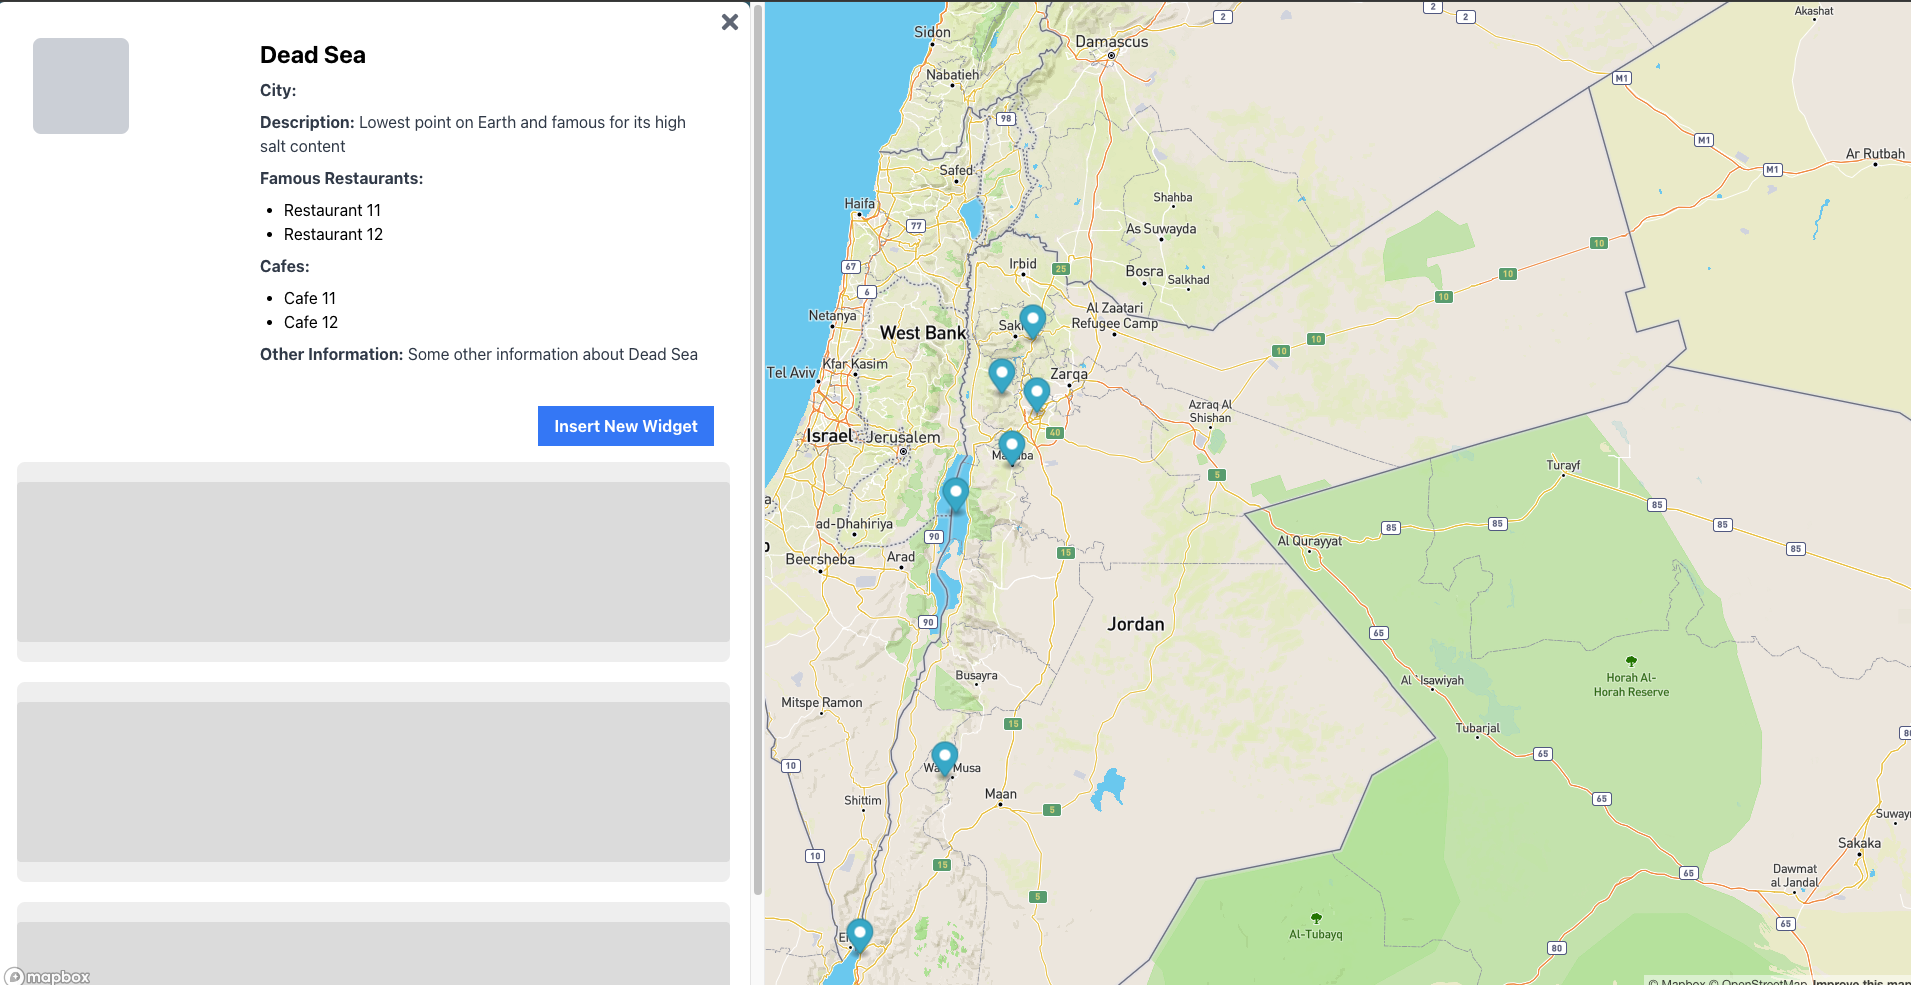 Dead Sea
City:
Description: Lowest point on Earth and famous for its high
salt content
Famous Restaurants:
Restaurant 11
Restaurant 12
Cafes:
Cafe 11
Cafe 12
Other Information: Some other information about Dead Sea
Insert New Widget
mapbox
2
2
2
Akashat
Sidon
Damascus
Nabatieh
M1
98
M1
Ar Rutbah
Safed
M1
Shahba
Haifa
77
As Suwayda
10
67
Irbid
25
Bosra
Salkhad
10
6
10
Netanya
West Bank
Al Zaatari
Refugee Camp
10
10
Tel Aviv
Kfar Kasim
Zarqa
Azraq Al
Shishan
Israel
Jerusalem
40
Turayf
5
85
ad-Dhahiriya
85
85
85
90
Al Qurayyat
Beersheba
Arad
15
85
90
Jordan
65
Busayra
Al 'Isawiyah
Horah Al-
Horah Reserve
Mitspe Ramon
15
Tubarjal
65
10
Musa
Maan
Shittim
5
65
Sakaka
10
15
65
Dawmat
al Jandal
5
Al-Tubayq
65
80
© Mapbox © OpenStreetMap Improve this map